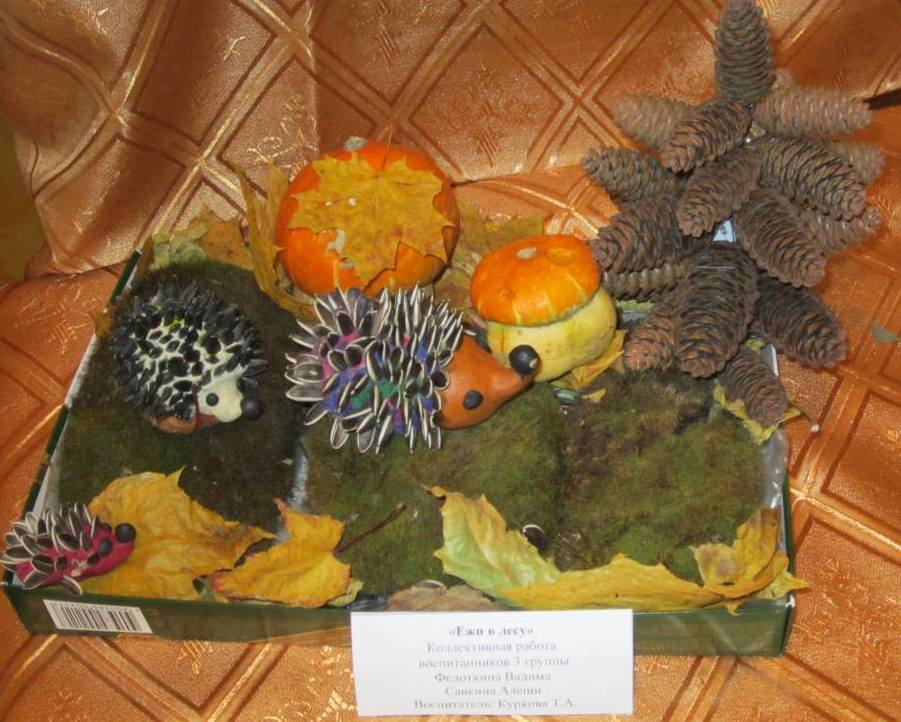 «Ежи в лесу»
Коллективная работа
воспитанников 3 группы
Федоткина Вадима
Савкина Алеши
Воспитатель: Куркова Т.А.